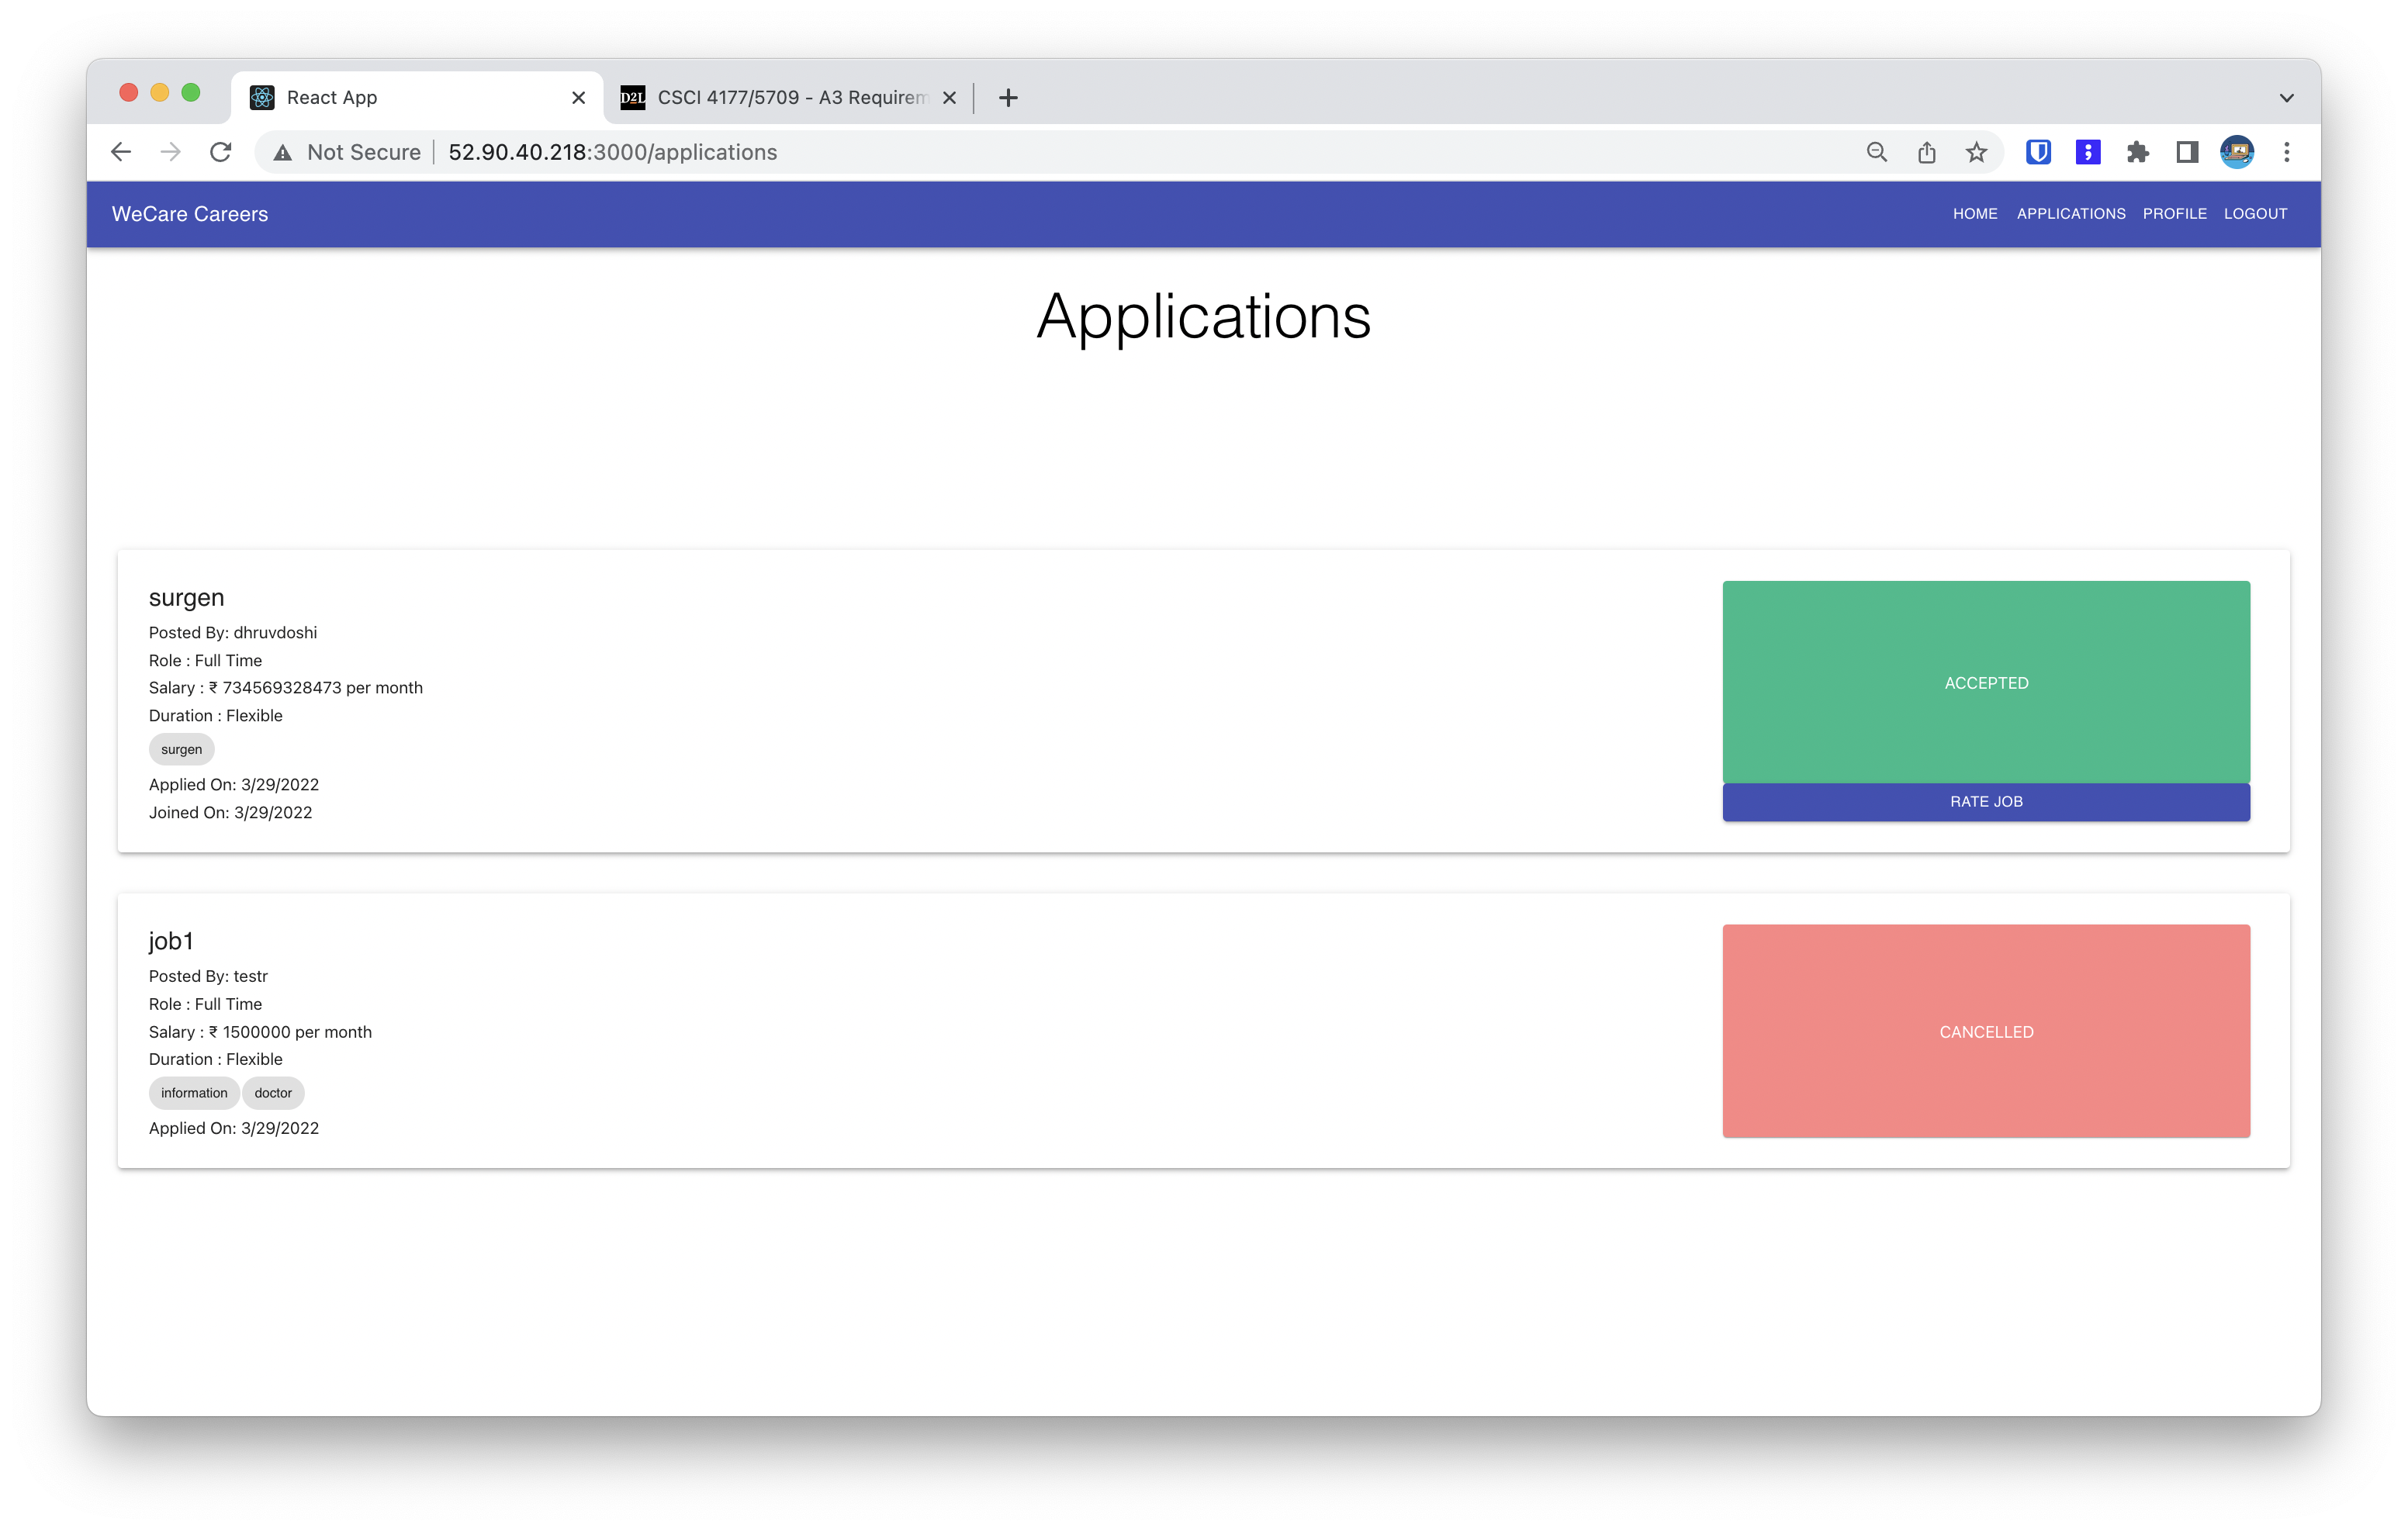 React App
D2L CSCI 4177/5709 - A3 Requirem
Not Secure 52.90.40.218:3000/applications
WeCare Careers
HOME APPLICATIONS PROFILE LOGOUT
Applications
surgen
Posted By: dhruvdoshi
Role : Full Time
Salary : ₹ 734569328473 per month
Duration : Flexible
surgen
Applied On: 3/29/2022
Joined On: 3/29/2022
ACCEPTED
RATE JOB
job1
Posted By: testr
Role : Full Time
Salary : ₹ 1500000 per month
Duration : Flexible
information doctor
Applied On: 3/29/2022
CANCELLED